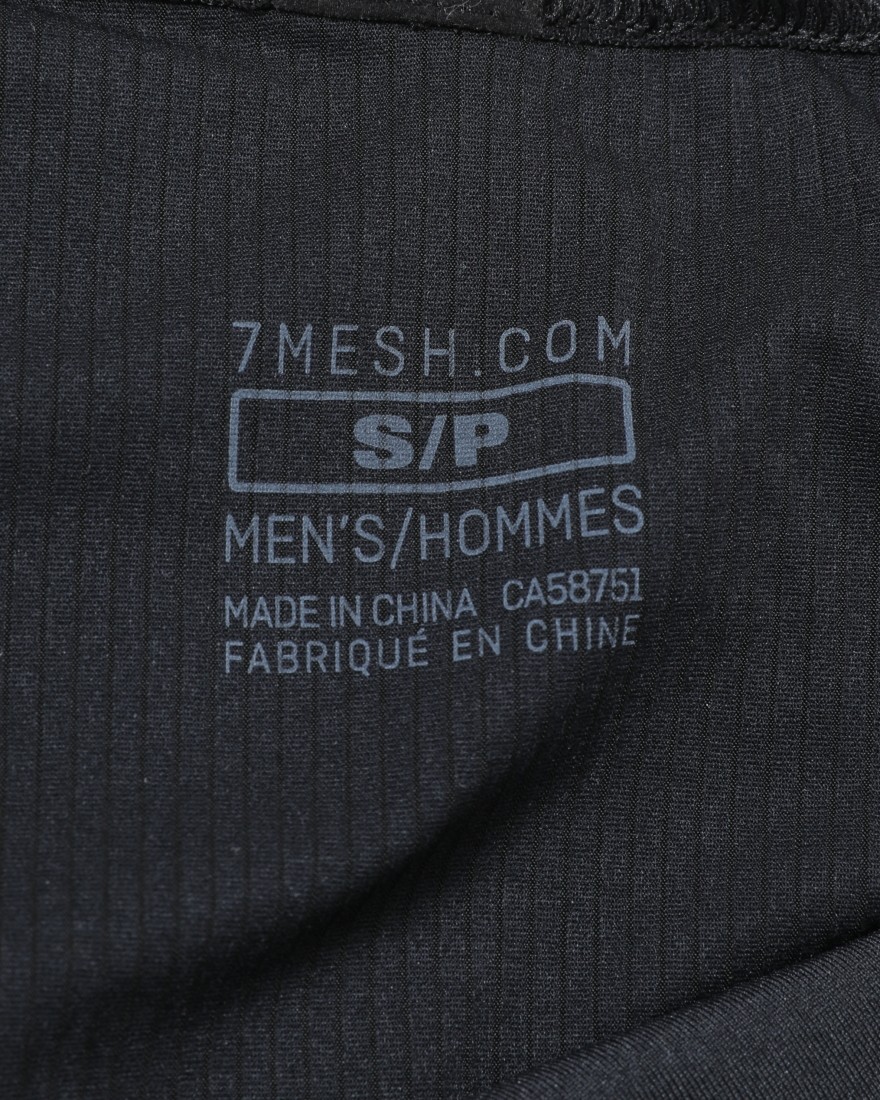 7MESH.COM
S/P
MEN'S/HOMMES
MADE IN CHINA CA58751
FABRIQUÉ EN CHINE